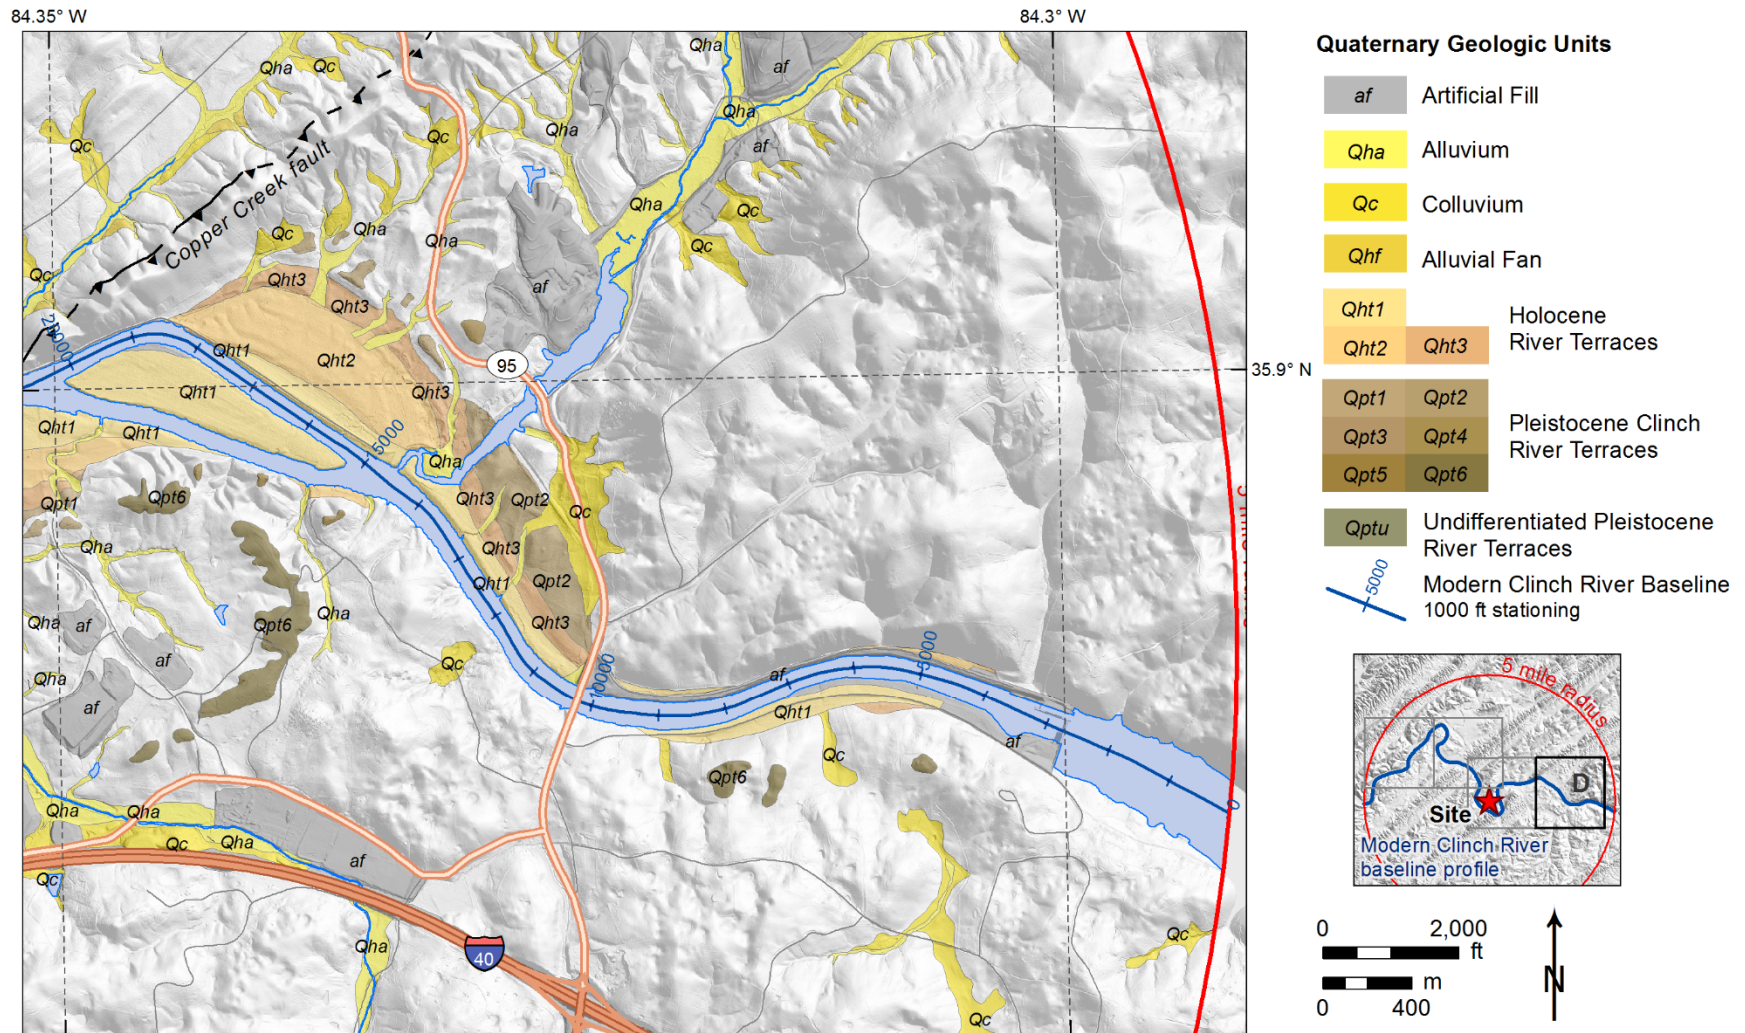 84.35° W
84.3° W
35.9° N
Qha
Qc
Qha
af
Qha
Qha
Qc
Qc
af
Copper Creek fault
Qha
Qc
Qc
Qha
Qha
Qc
Qc
Qht3
Qht3
af
20000
Qht1
Qht2
95
Qht1
Qht3
Qht1
Qht1
15000
Qha
Qpt1
Qpt6
Qht3
Qpt2
Qc
Qha
Qht3
Qht1
Qpt2
Qha
af
Qpt6
Qha
Qht3
af
Qc
Qha
10000
af
5000
af
Qht1
af
Qc
Qpt6
0
Qha
Qha
Qc
Qha
af
Qc
Qha
40
Qc
Qc
Quaternary Geologic Units
af Artificial Fill
Qha Alluvium
Qc Colluvium
Qhf Alluvial Fan
Qht1
Qht2 Qht3
Holocene
River Terraces
Qpt1 Qpt2
Qpt3 Qpt4
Qpt5 Qpt6
Pleistocene Clinch
River Terraces
Qptu Undifferentiated Pleistocene
River Terraces
5000
Modern Clinch River Baseline
1000 ft stationing
5 mile radius
D
Site
Modern Clinch River
baseline profile
0 2,000
ft
m
0 400
N